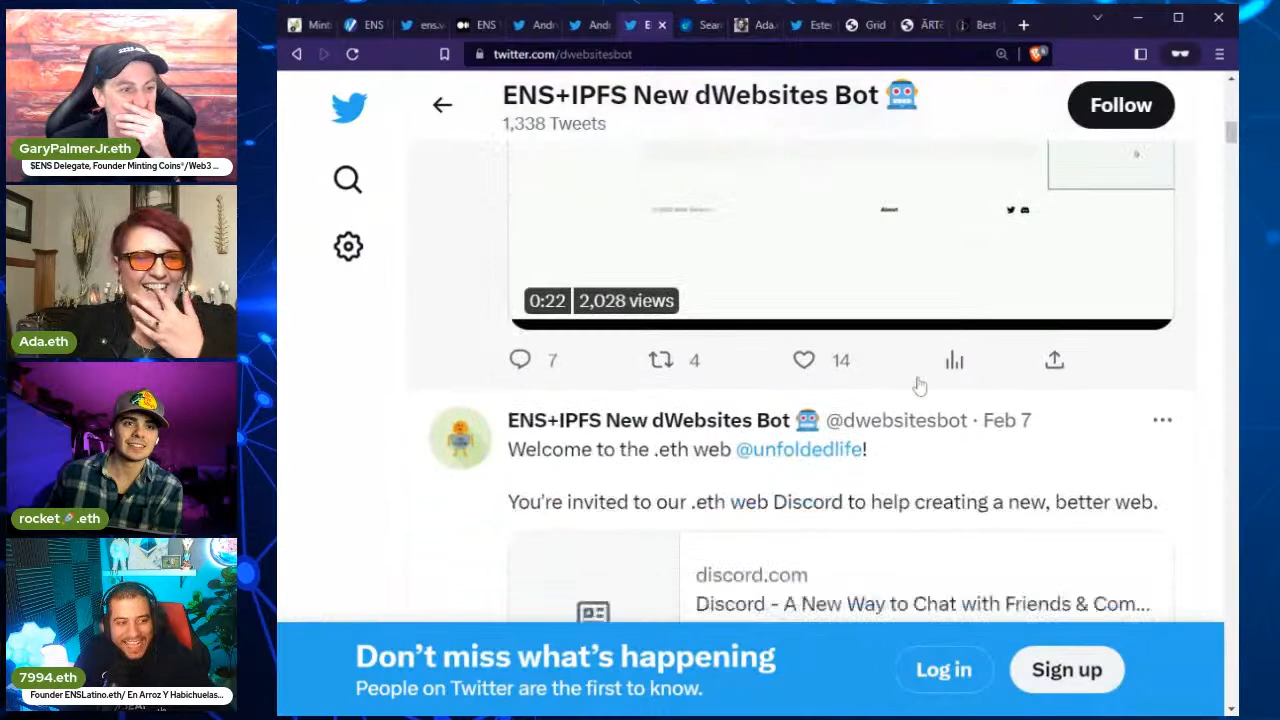 GaryPalmerJr.eth
$ENS Delegate, Founder Minting Coins®/Web3 ...
Ada.eth
rocket🚀.eth
7994.eth
Founder ENSLatino.eth/ En Arroz Y Habichuelas...
Mint
ENS
ens.v
ENS
Andr
And
E
Sear
Ada.
Este
Grid
Best
twitter.com/dwebsitesbot
ENS+IPFS New dWebsites Bot 🤖
1,338 Tweets
Follow
About
0:22 2,028 views
7 4 14
ENS+IPFS New dWebsites Bot 🤖 @dwebsitesbot · Feb 7
Welcome to the .eth web @unfoldedlife!
You're invited to our .eth web Discord to help creating a new, better web.
discord.com
Discord - A New Way to Chat with Friends & Com...
Don't miss what's happening
People on Twitter are the first to know.
Log in
Sign up